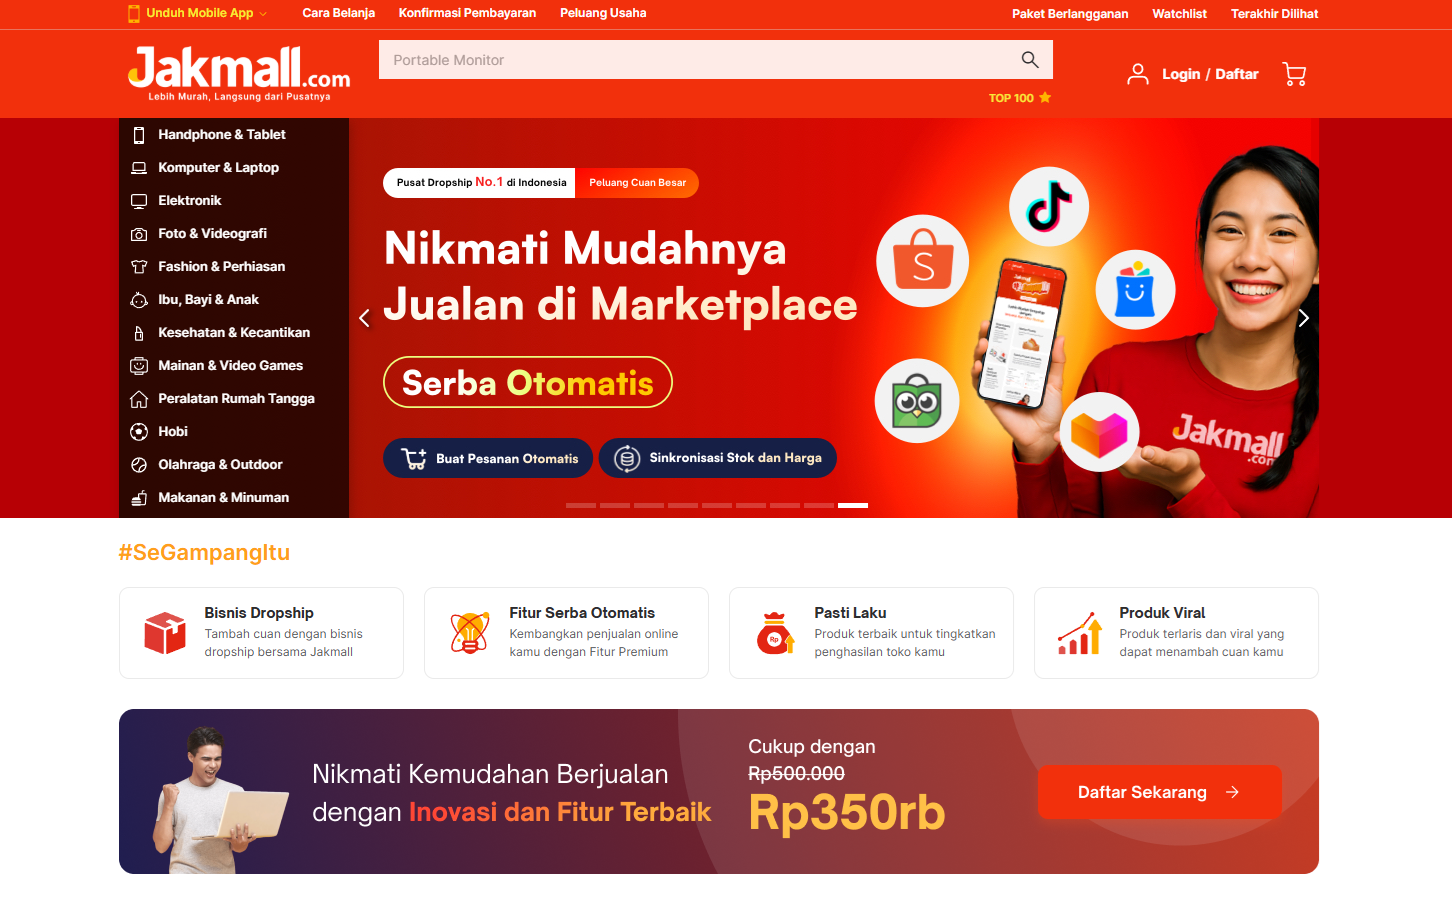 Unduh Mobile App
Cara Belanja
Konfirmasi Pembayaran
Peluang Usaha
Paket Berlangganan
Watchlist
Terakhir Dilihat
Jakmall.com
Lebih Murah, Langsung dari Pusatnya
Portable Monitor
TOP 100
Login / Daftar
Handphone & Tablet
Komputer & Laptop
Elektronik
Foto & Videografi
Fashion & Perhiasan
Ibu, Bayi & Anak
Kesehatan & Kecantikan
Mainan & Video Games
Peralatan Rumah Tangga
Hobi
Olahraga & Outdoor
Makanan & Minuman
Pusat Dropship No.1 di Indonesia
Peluang Cuan Besar
Nikmati Mudahnya
Jualan di Marketplace
Serba Otomatis
Buat Pesanan Otomatis
Sinkronisasi Stok dan Harga
S
Jakmall
Jakmall
.com
#SeGampangItu
Bisnis Dropship
Tambah cuan dengan bisnis
dropship bersama Jakmall
Fitur Serba Otomatis
Kembangkan penjualan online
kamu dengan Fitur Premium
Rp
Pasti Laku
Produk terbaik untuk tingkatkan
penghasilan toko kamu
Produk Viral
Produk terlaris dan viral yang
dapat menambah cuan kamu
Nikmati Kemudahan Berjualan
dengan Inovasi dan Fitur Terbaik
Cukup dengan
Rp500.000
Rp350rb
Daftar Sekarang